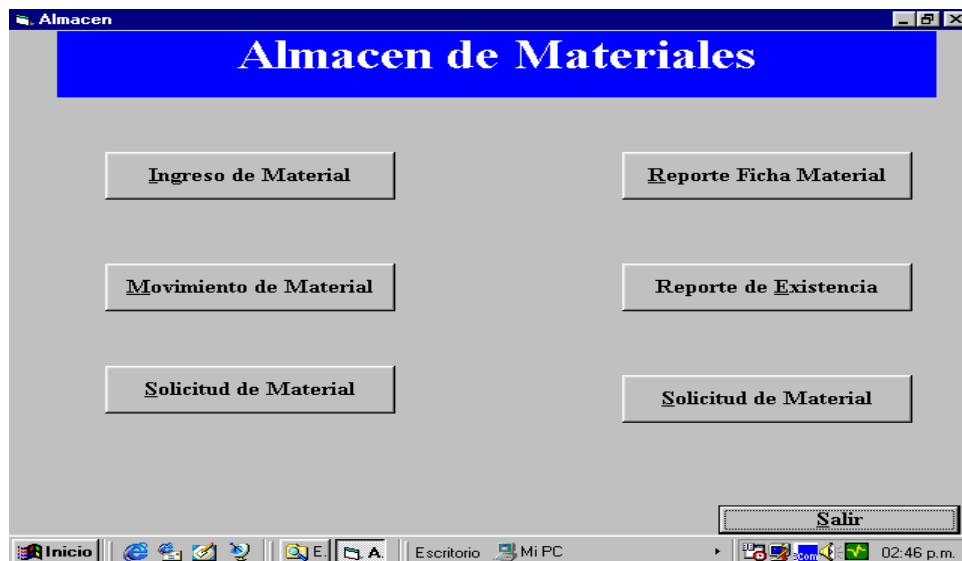 Almacen
Almacen de Materiales
Ingreso de Material
Reporte Ficha Material
Movimiento de Material
Reporte de Existencia
Solicitud de Material
Solicitud de Material
Salir
Inicio E. A. Escritorio Mi PC 02:46 p.m.